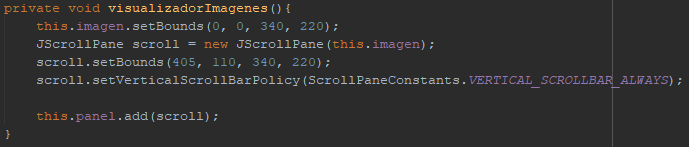 private void visualizadorImagenes(){
this.imagen.setBounds(0, 0, 340, 220);
JScrollPane scroll = new JScrollPane(this.imagen);
scroll.setBounds(405, 110, 340, 220);
scroll.setVerticalScrollBarPolicy(ScrollPaneConstants.VERTICAL_SCROLLBAR_ALWAYS);
this.panel.add(scroll);
}